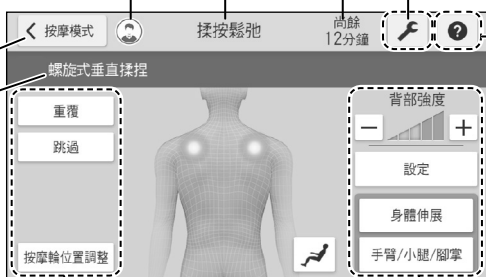 按摩模式
揉按鬆弛
尚餘
12分鐘
?
螺旋式垂直揉捏
重覆
跳過
按摩輪位置調整
背部強度
− +
設定
身體伸展
手臂/小腿/腳掌